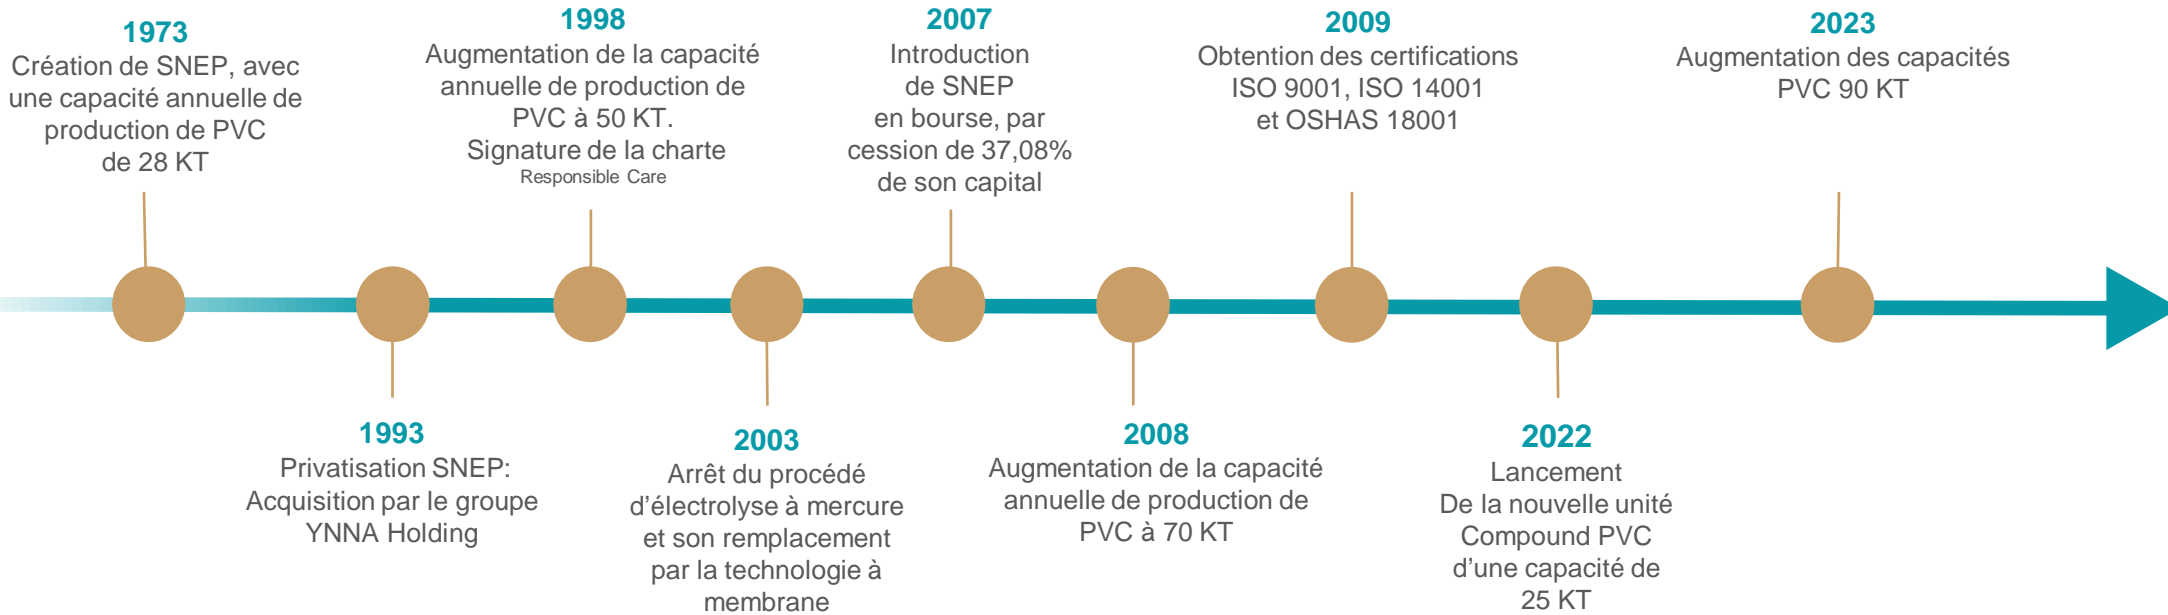 1973
Création de SNEP, avec
une capacité annuelle de
production de PVC
de 28 KT
1993
Privatisation SNEP:
Acquisition par le groupe
YNNA Holding
1998
Augmentation de la capacité
annuelle de production de
PVC à 50 KT.
Signature de la charte
Responsible Care
2003
Arrêt du procédé
d’électrolyse à mercure
et son remplacement
par la technologie à
membrane
2007
Introduction
de SNEP
en bourse, par
cession de 37,08%
de son capital
2008
Augmentation de la capacité
annuelle de production de
PVC à 70 KT
2009
Obtention des certifications
ISO 9001, ISO 14001
et OSHAS 18001
2022
Lancement
De la nouvelle unité
Compound PVC
d’une capacité de
25 KT
2023
Augmentation des capacités
PVC 90 KT